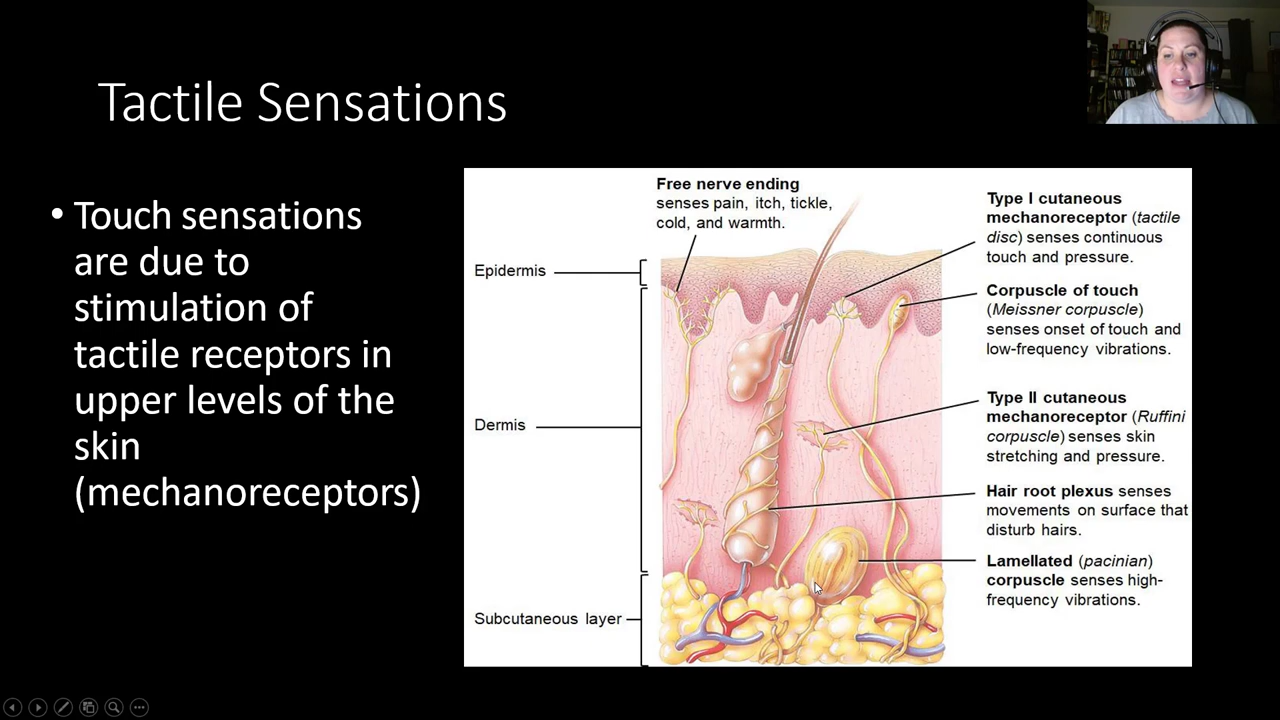 Tactile Sensations
• Touch sensations
are due to
stimulation of
tactile receptors in
upper levels of the
skin
(mechanoreceptors)
Free nerve ending
senses pain, itch, tickle,
cold, and warmth.
Epidermis
Dermis
Subcutaneous layer
Type I cutaneous
mechanoreceptor (tactile
disc) senses continuous
touch and pressure.
Corpuscle of touch
(Meissner corpuscle)
senses onset of touch and
low-frequency vibrations.
Type II cutaneous
mechanoreceptor (Ruffini
corpuscle) senses skin
stretching and pressure.
Hair root plexus senses
movements on surface that
disturb hairs.
Lamellated (pacinian)
corpuscle senses high-
frequency vibrations.